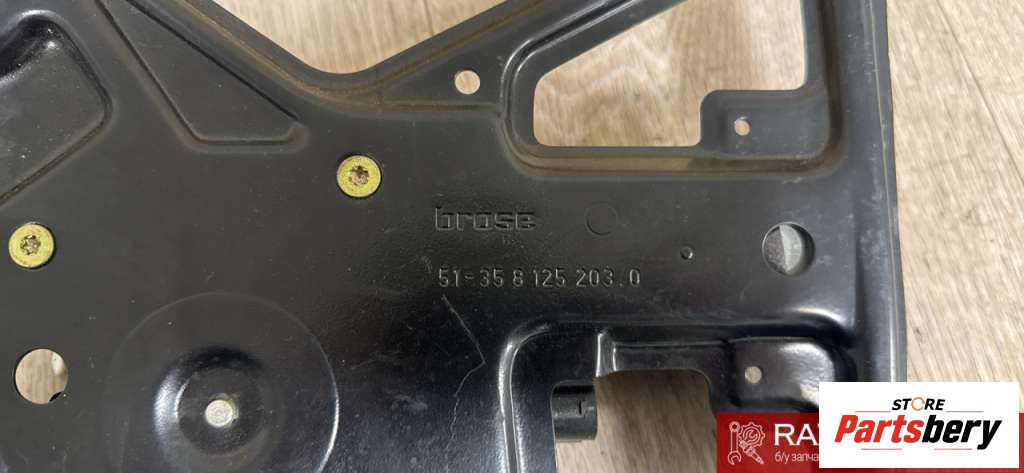 brose
51-35 8 125 203.0
STORE
Partsbery
RA
б/у запча